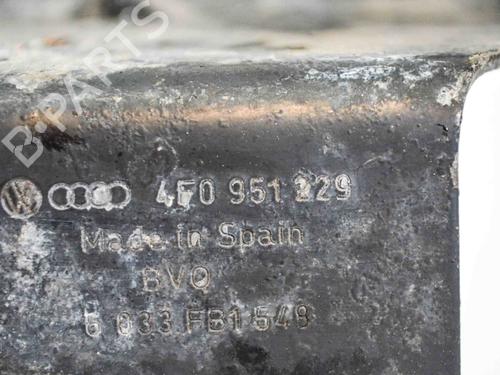 B-PARTS
4F0 951 229
Made in Spain
BVO
6 033 FB1 548